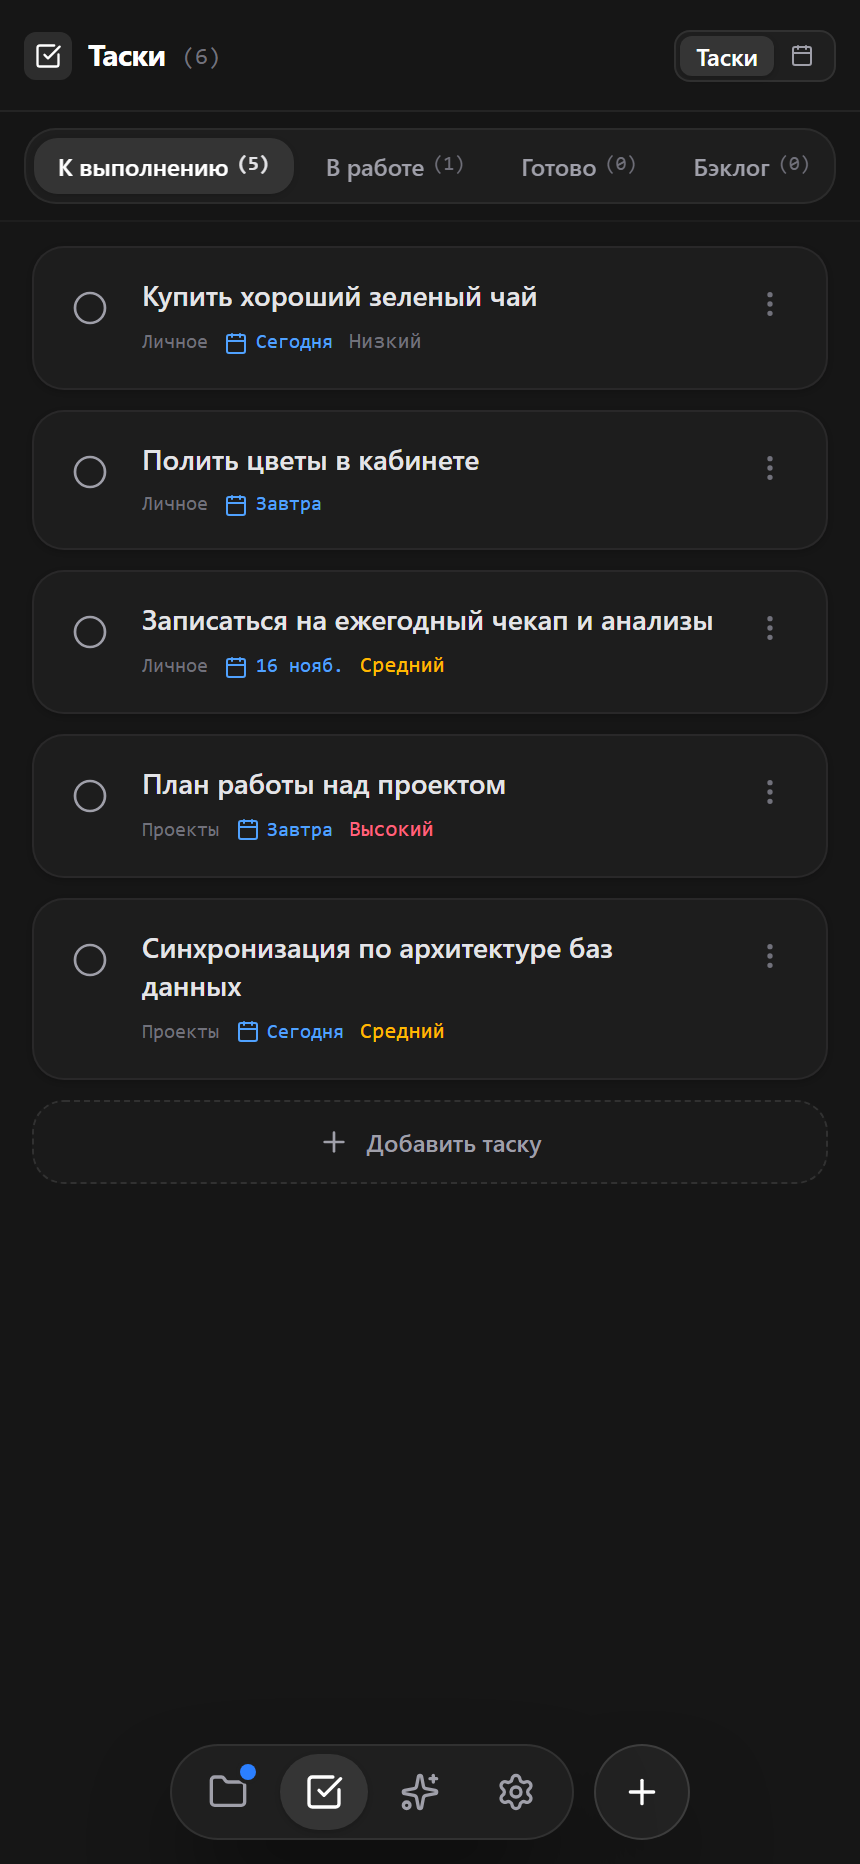 Таски (6)
Таски
К выполнению (5) В работе (1) Готово (0) Бэклог (0)
Купить хороший зеленый чай
Личное Сегодня Низкий
Полить цветы в кабинете
Личное Завтра
Записаться на ежегодный чекап и анализы
Личное 16 нояб. Средний
План работы над проектом
Проекты Завтра Высокий
Синхронизация по архитектуре баз
данных
Проекты Сегодня Средний
Добавить таску